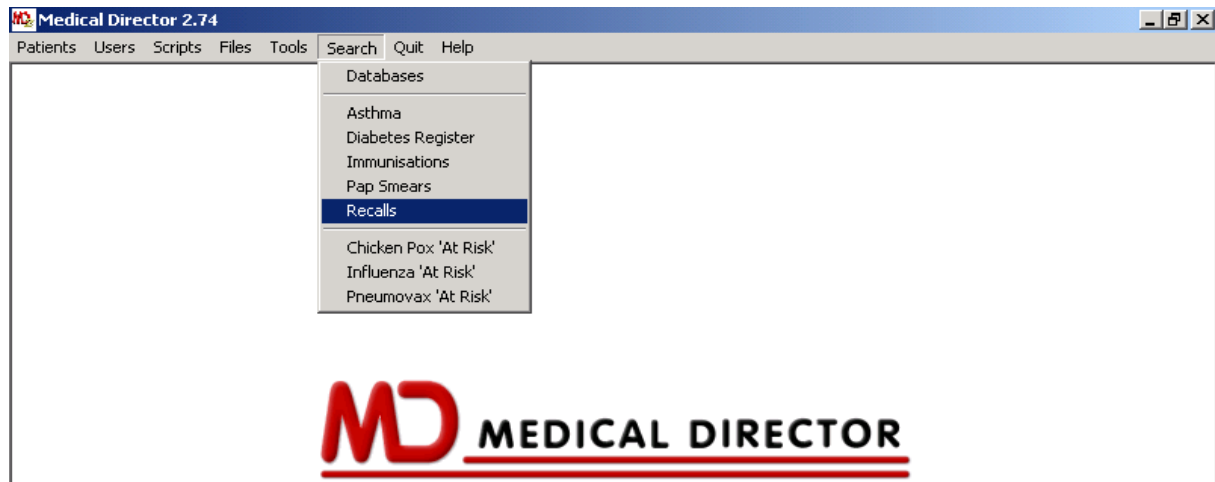 Medical Director 2.74
Patients Users Scripts Files Tools Search Quit Help
Databases
Asthma
Diabetes Register
Immunisations
Pap Smears
Recalls
Chicken Pox 'At Risk'
Influenza 'At Risk'
Pneumovax 'At Risk'
MD MEDICAL DIRECTOR